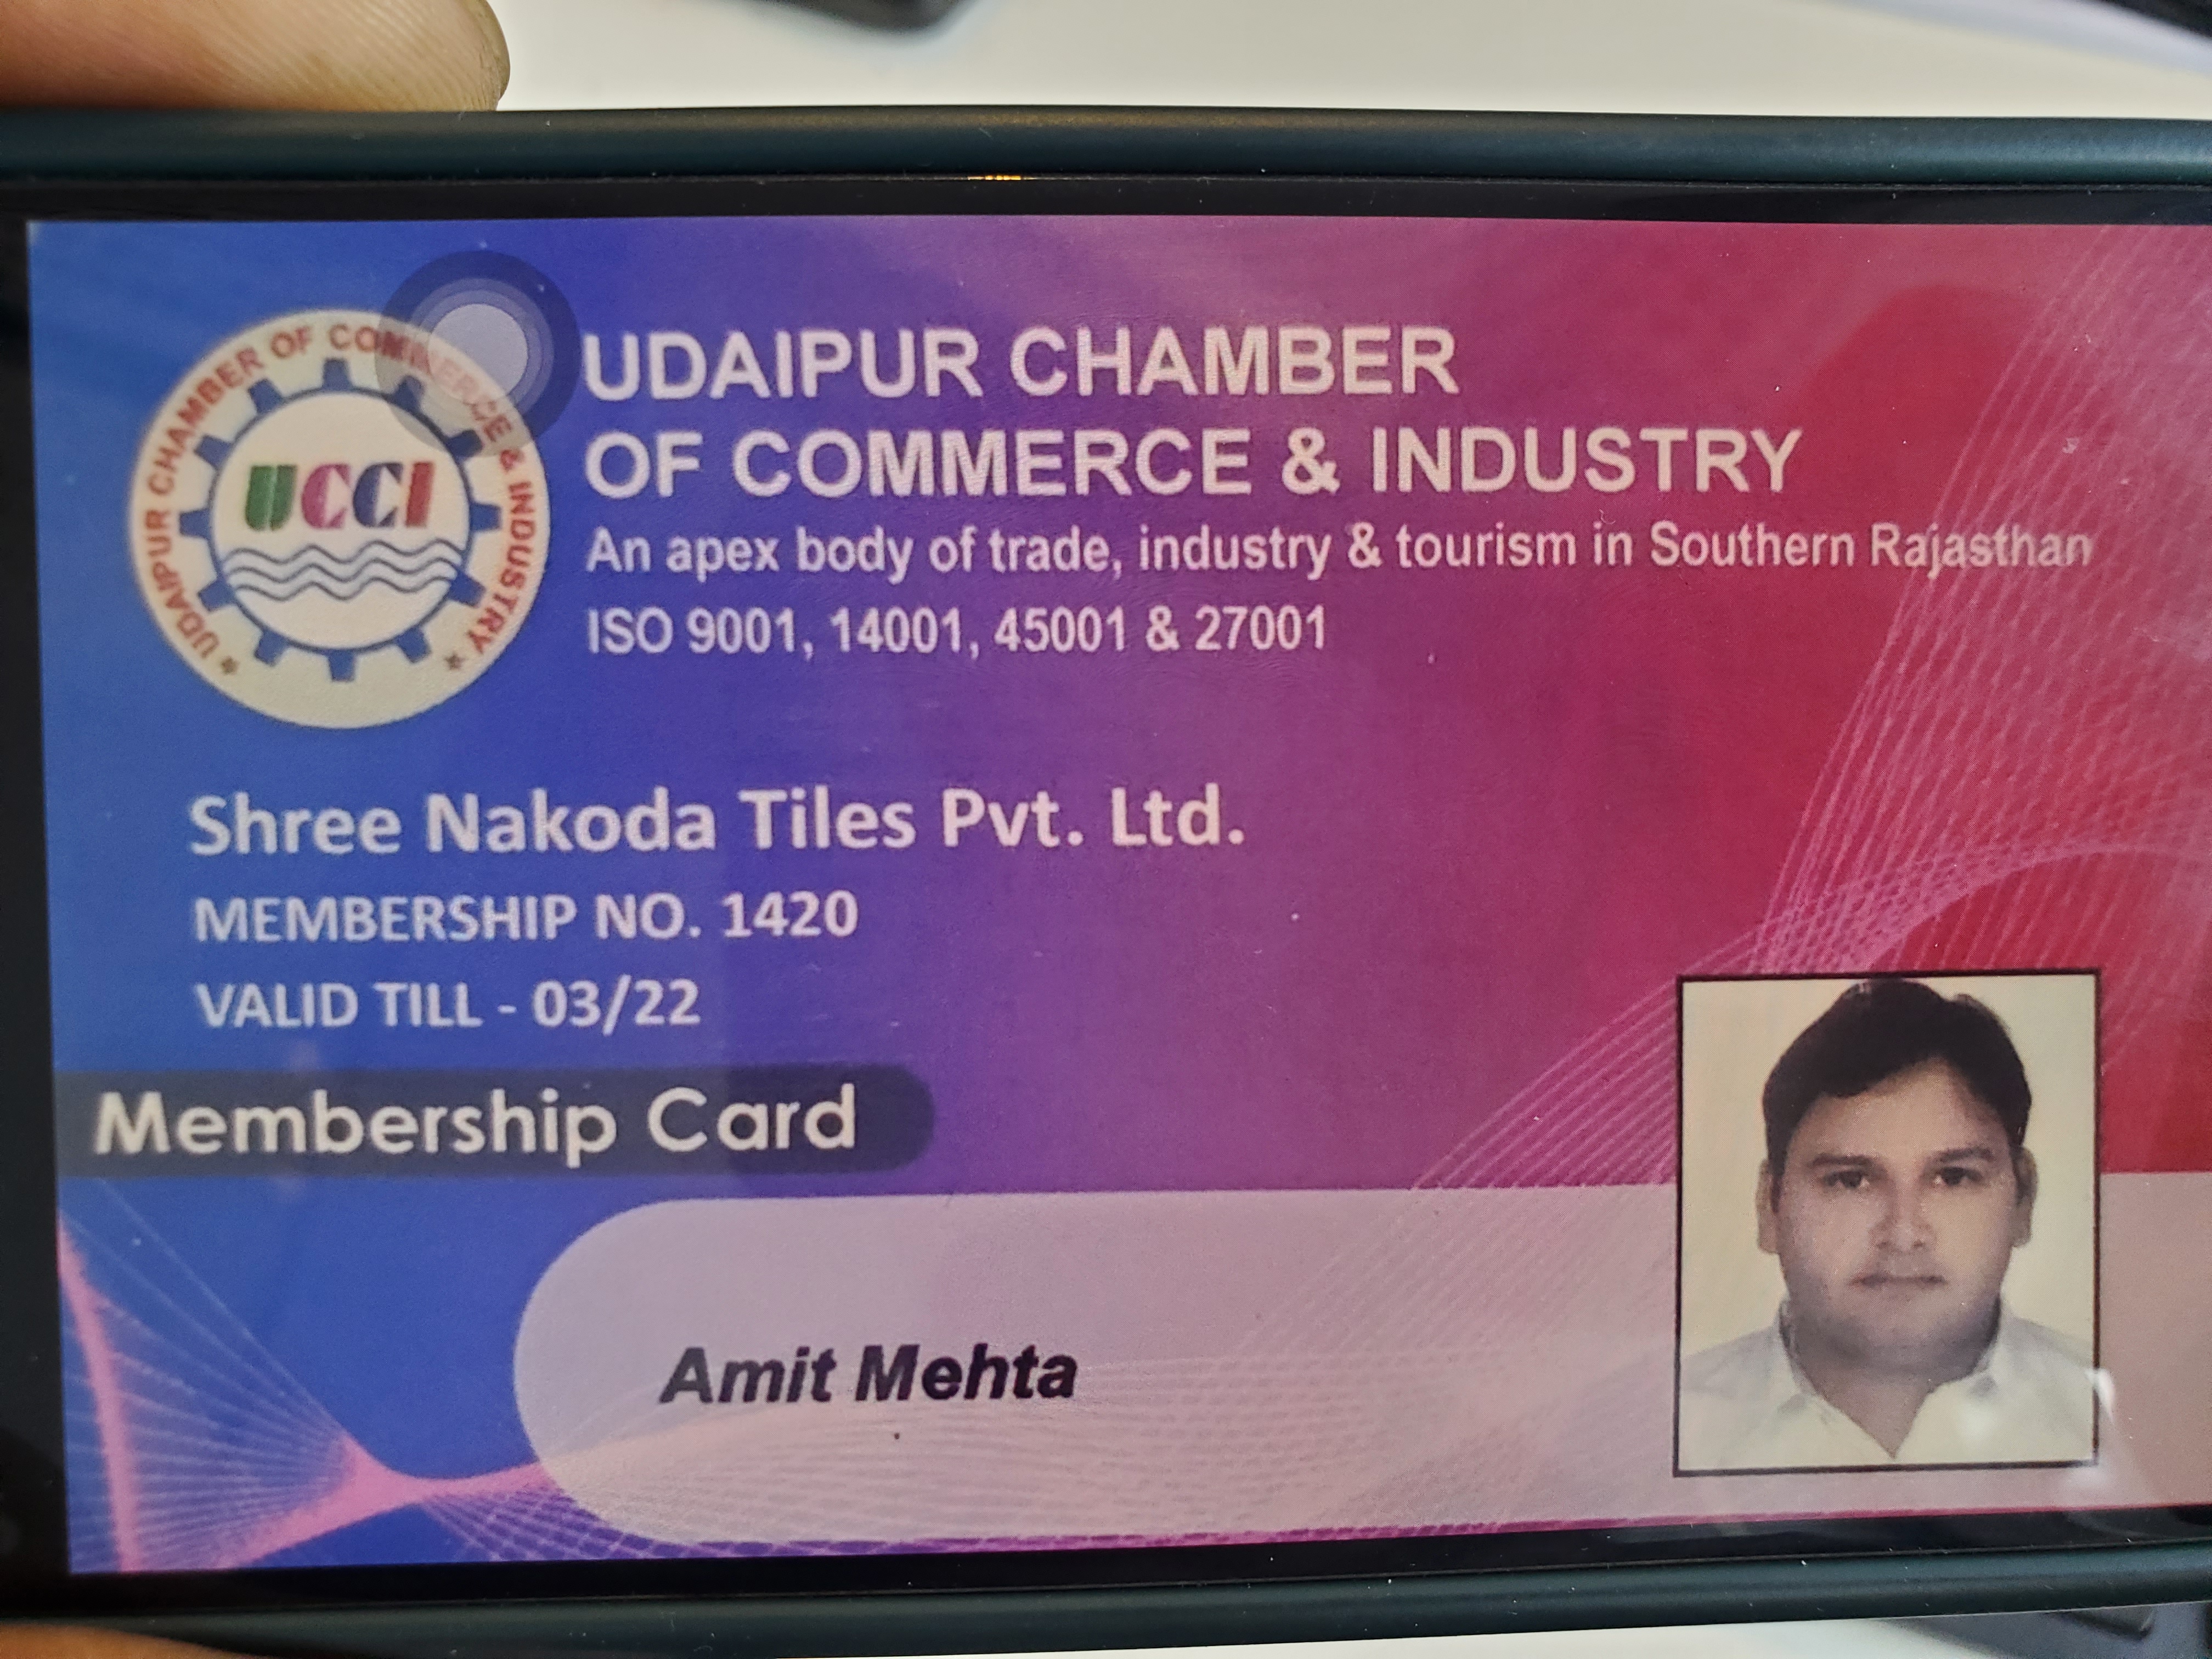 UDAIPUR CHAMBER OF COMMERCE & INDUSTRY
UCCI
UDAIPUR CHAMBER
OF COMMERCE & INDUSTRY
An apex body of trade, industry & tourism in Southern Rajasthan
ISO 9001, 14001, 45001 & 27001
Shree Nakoda Tiles Pvt. Ltd.
MEMBERSHIP NO. 1420
VALID TILL - 03/22
Membership Card
Amit Mehta